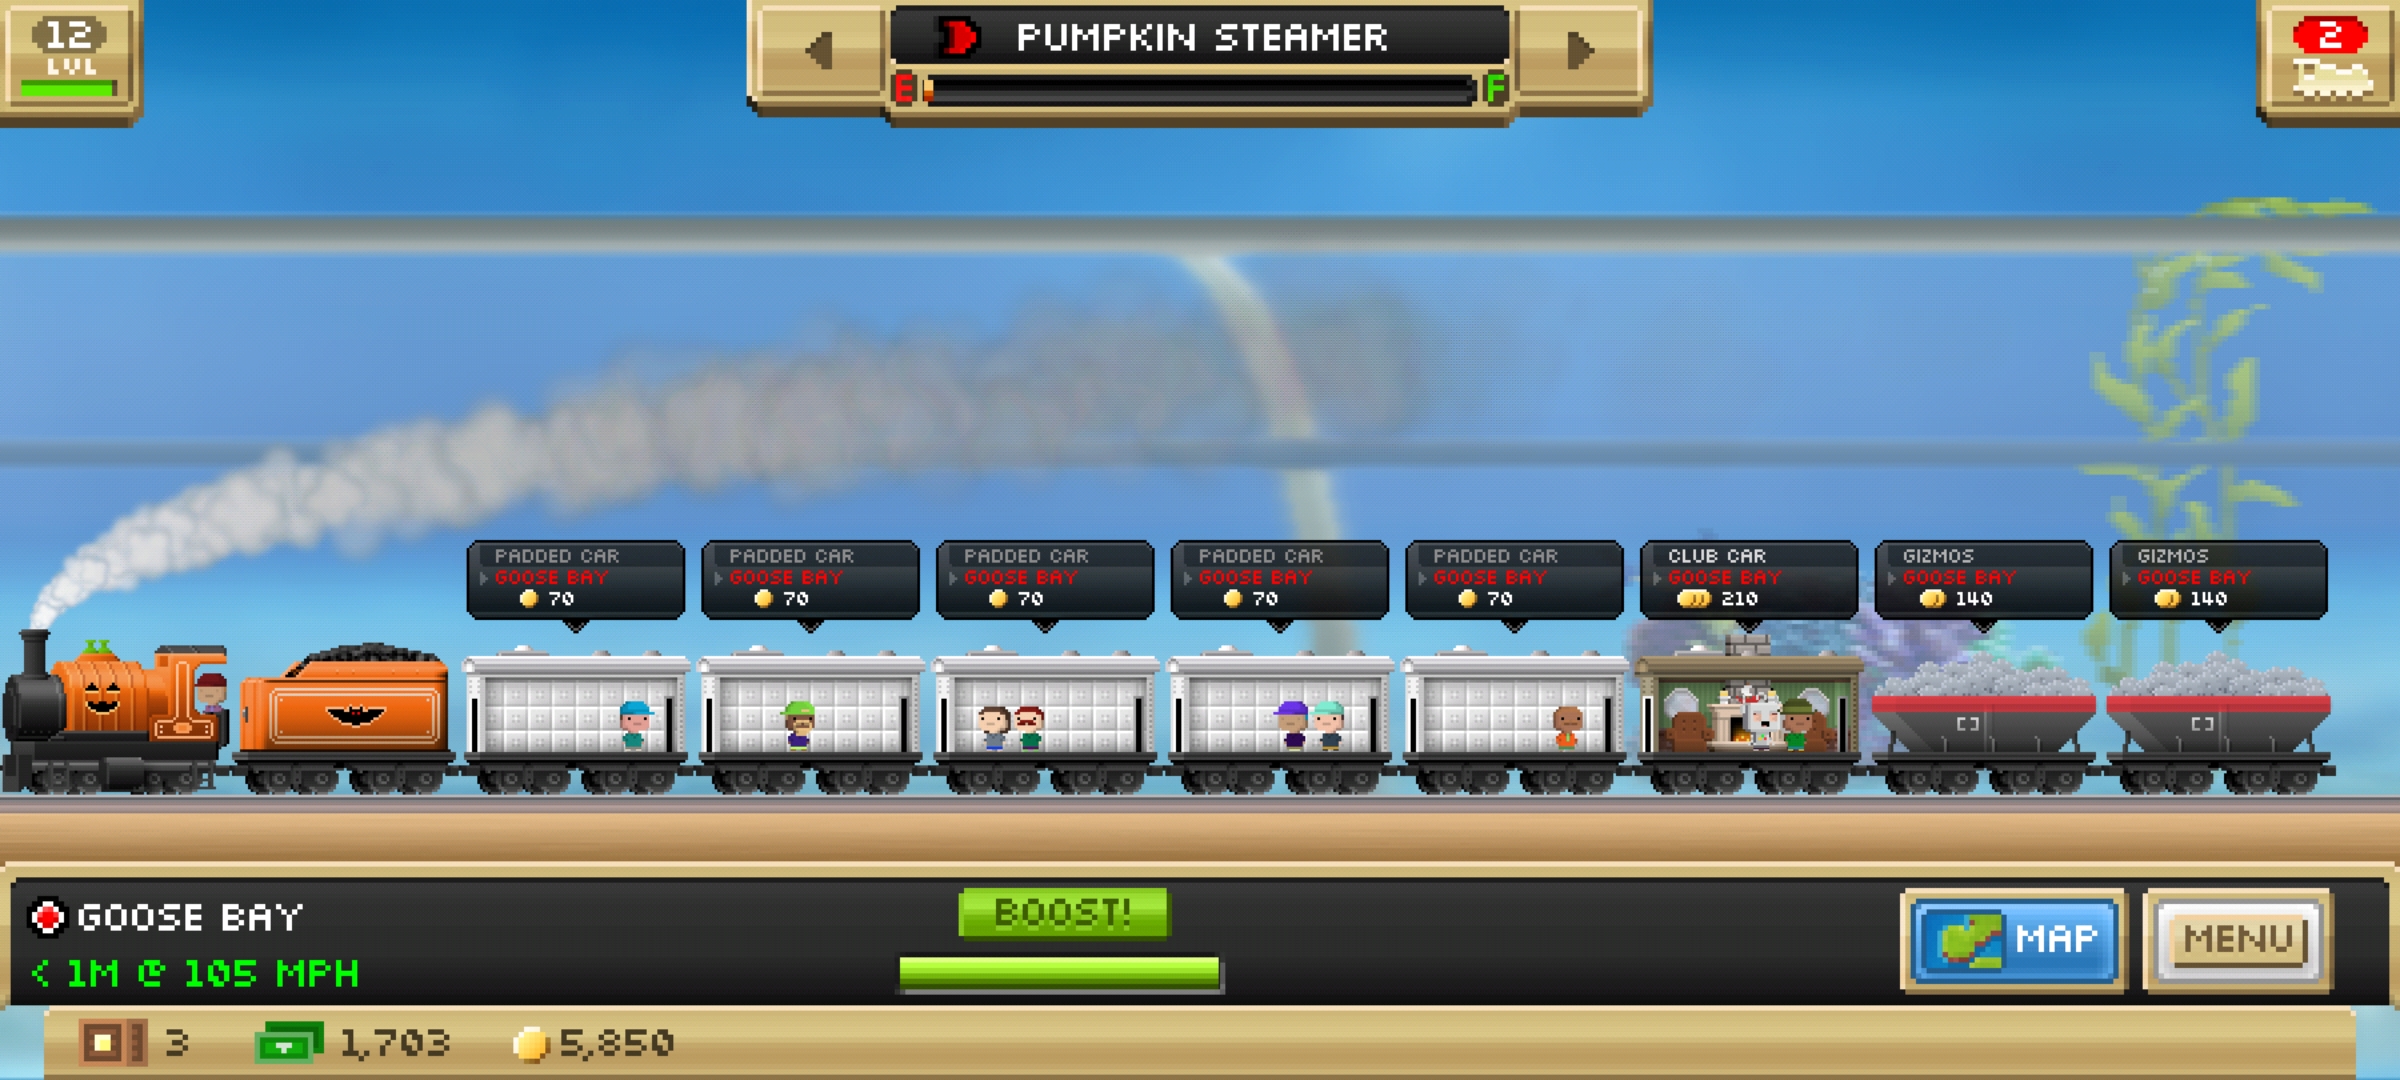 12
LVL
PUMPKIN STEAMER
E F
2
PADDED CAR
GOOSE BAY
70
PADDED CAR
GOOSE BAY
70
PADDED CAR
GOOSE BAY
70
PADDED CAR
GOOSE BAY
70
PADDED CAR
GOOSE BAY
70
CLUB CAR
GOOSE BAY
210
GIZMOS
GOOSE BAY
140
GIZMOS
GOOSE BAY
140
GOOSE BAY
< 1M @ 105 MPH
BOOST!
MAP
MENU
3
1,703
5,850